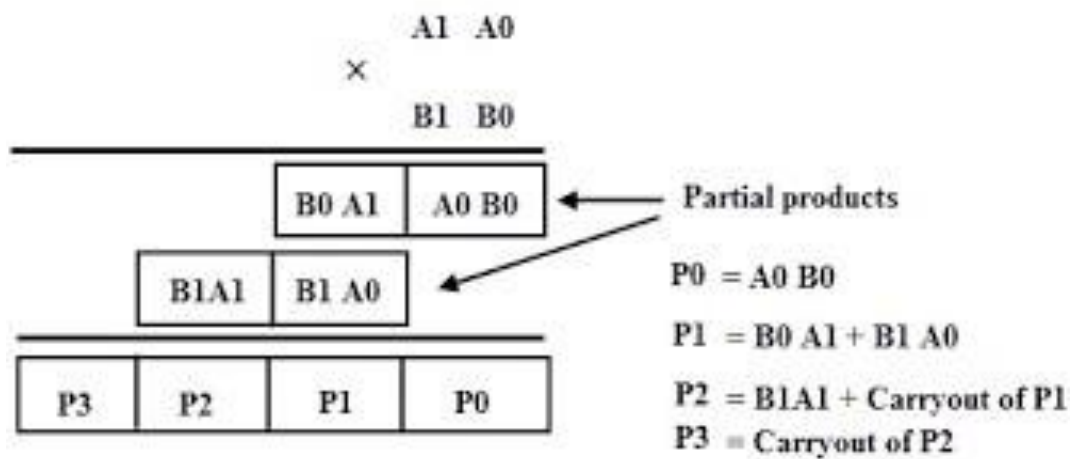 A1 A0
×
B1 B0
B0 A1 A0 B0
Partial products
B1A1 B1 A0
P0 = A0 B0
P1 = B0 A1 + B1 A0
P3 P2 P1 P0
P2 = B1A1 + Carryout of P1
P3 = Carryout of P2